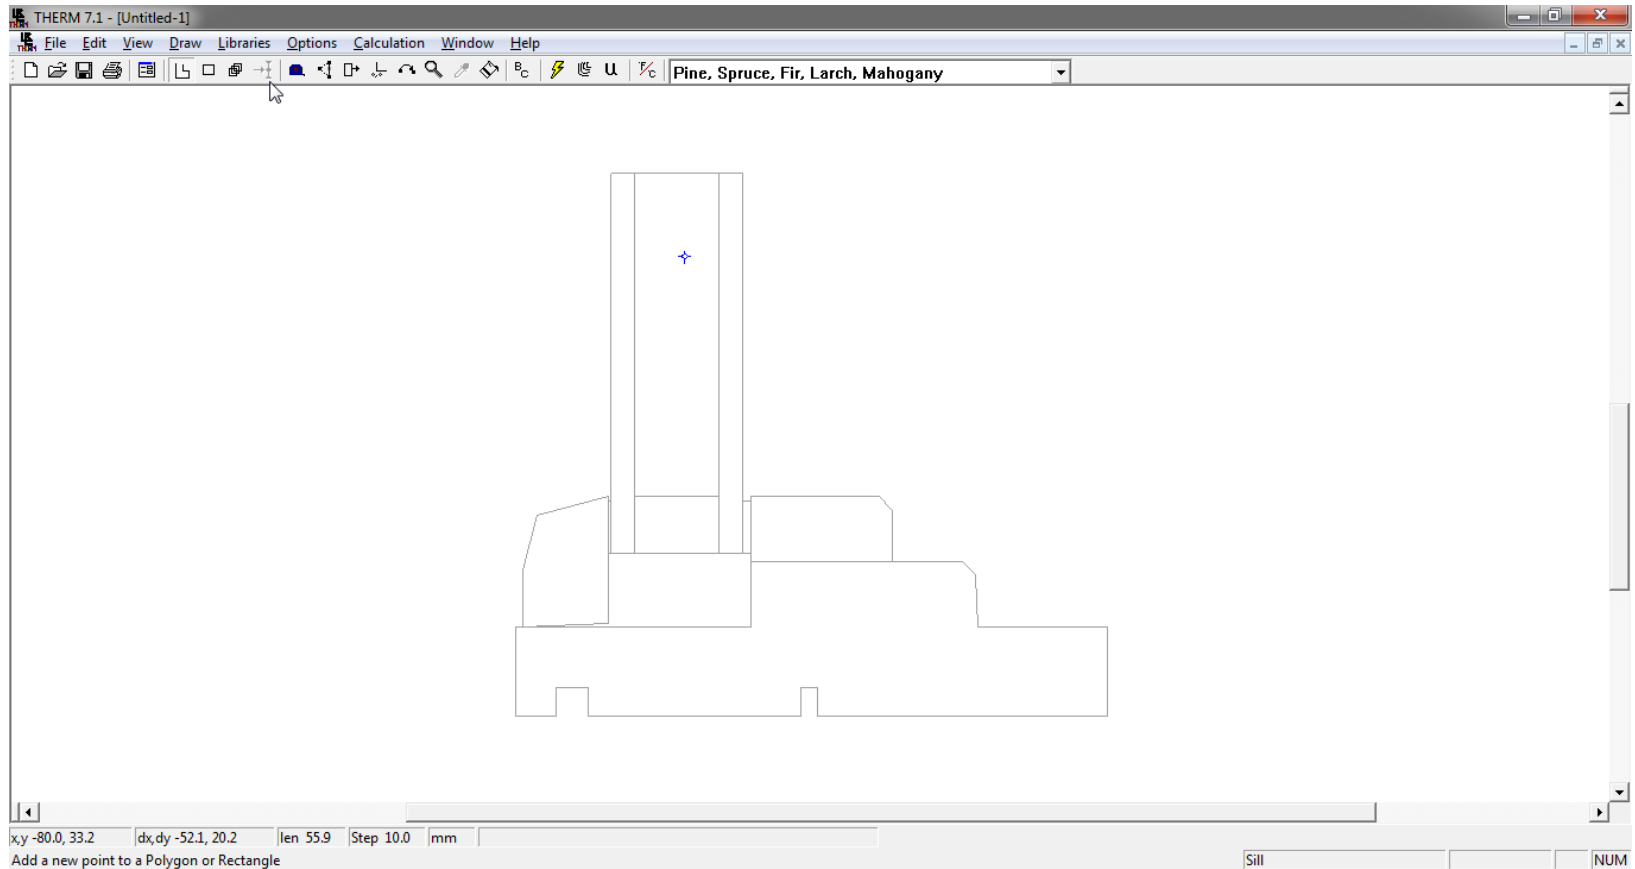 THERM 7.1 - [Untitled-1]
File Edit View Draw Libraries Options Calculation Window Help
BC U F/C Pine, Spruce, Fir, Larch, Mahogany
x,y -80.0, 33.2 dx,dy -52.1, 20.2 len 55.9 Step 10.0 mm
Add a new point to a Polygon or Rectangle Sill NUM